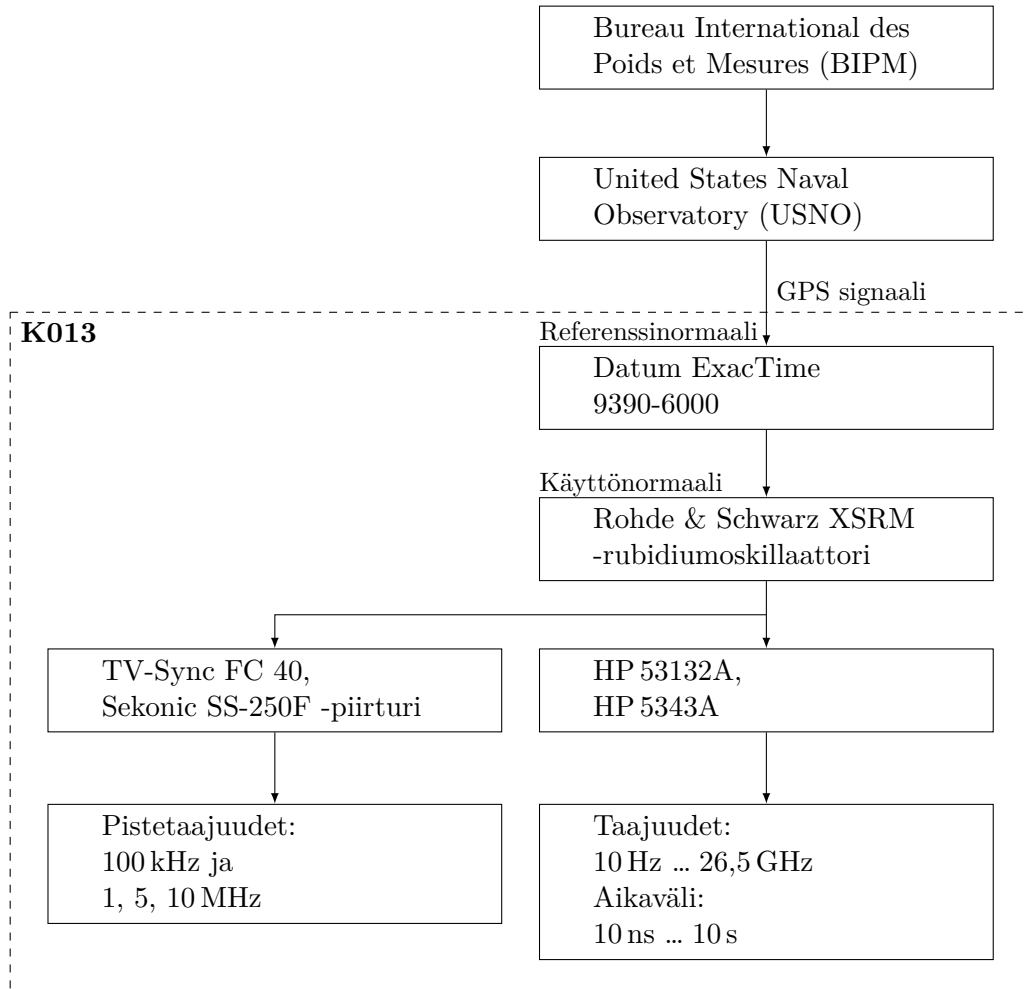 Bureau International des
Poids et Mesures (BIPM)
United States Naval
Observatory (USNO)
GPS signaali
K013
Referenssinormaali
Datum ExacTime
9390-6000
Käyttönormaali
Rohde & Schwarz XSRM
-rubidiumoskillaattori
TV-Sync FC 40,
Sekonic SS-250F -piirturi
HP 53132A,
HP 5343A
Pistetaajuudet:
100 kHz ja
1, 5, 10 MHz
Taajuudet:
10 Hz … 26,5 GHz
Aikaväli:
10 ns … 10 s